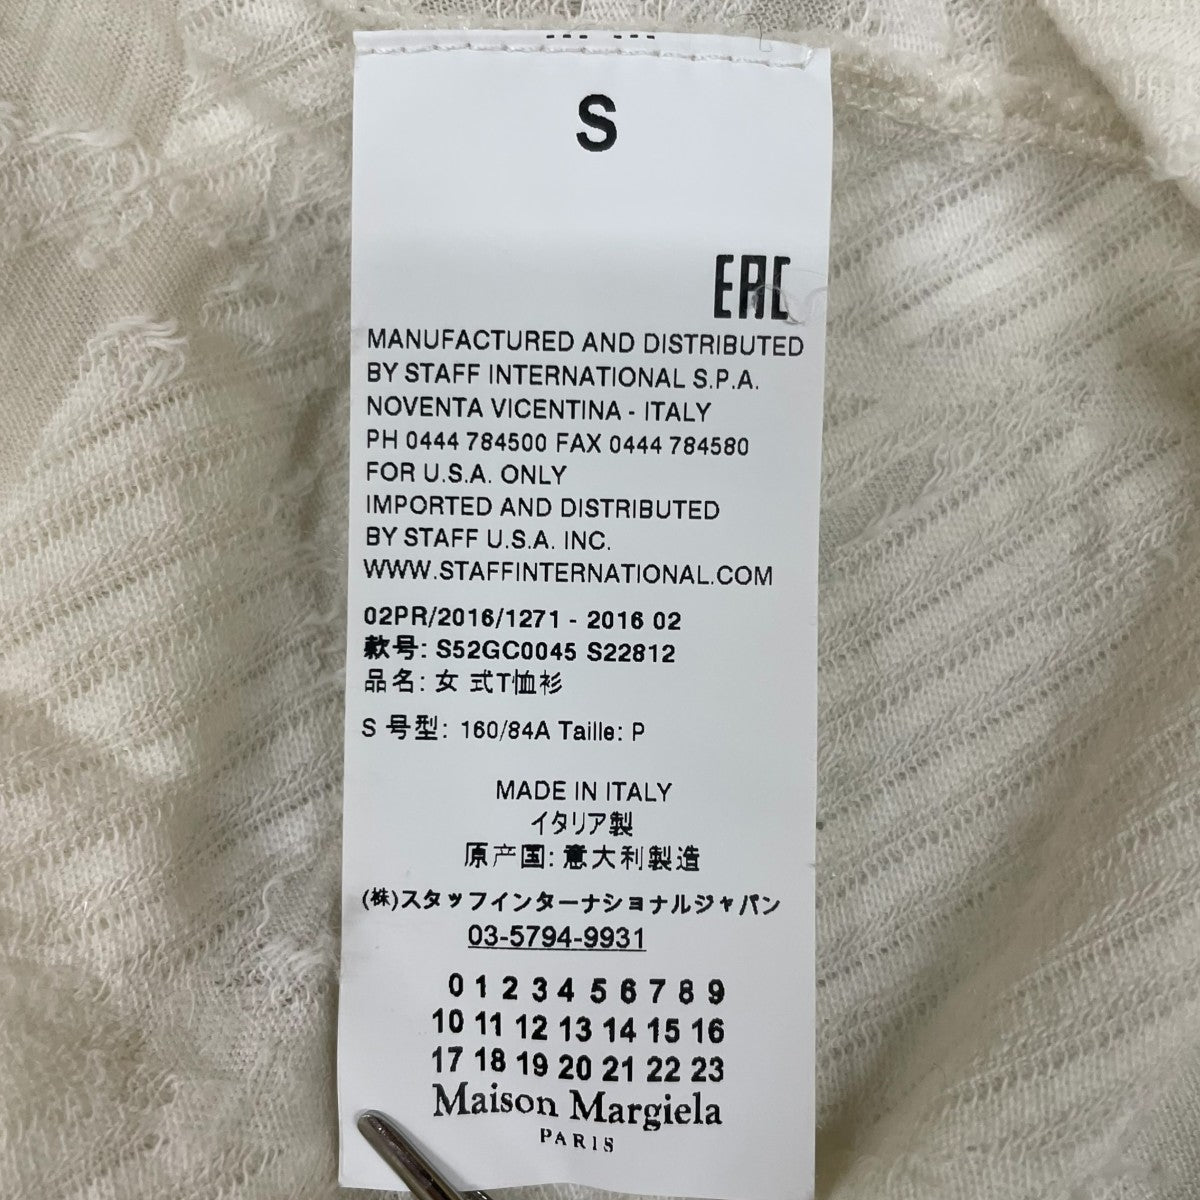 S
EAC
MANUFACTURED AND DISTRIBUTED
BY STAFF INTERNATIONAL S.P.A.
NOVENTA VICENTINA - ITALY
PH 0444 784500 FAX 0444 784580
FOR U.S.A. ONLY
IMPORTED AND DISTRIBUTED
BY STAFF U.S.A. INC.
WWW.STAFFINTERNATIONAL.COM
02PR/2016/1271 - 2016 02
款号: S52GC0045 S22812
品名: 女 式T恤衫
S 号型: 160/84A Taille: P
MADE IN ITALY
イタリア製
原产国: 意大利製造
(株)スタッフインターナショナルジャパン
03-5794-9931
0 1 2 3 4 5 6 7 8 9
10 11 12 13 14 15 16
17 18 19 20 21 22 23
Maison Margiela
PARIS